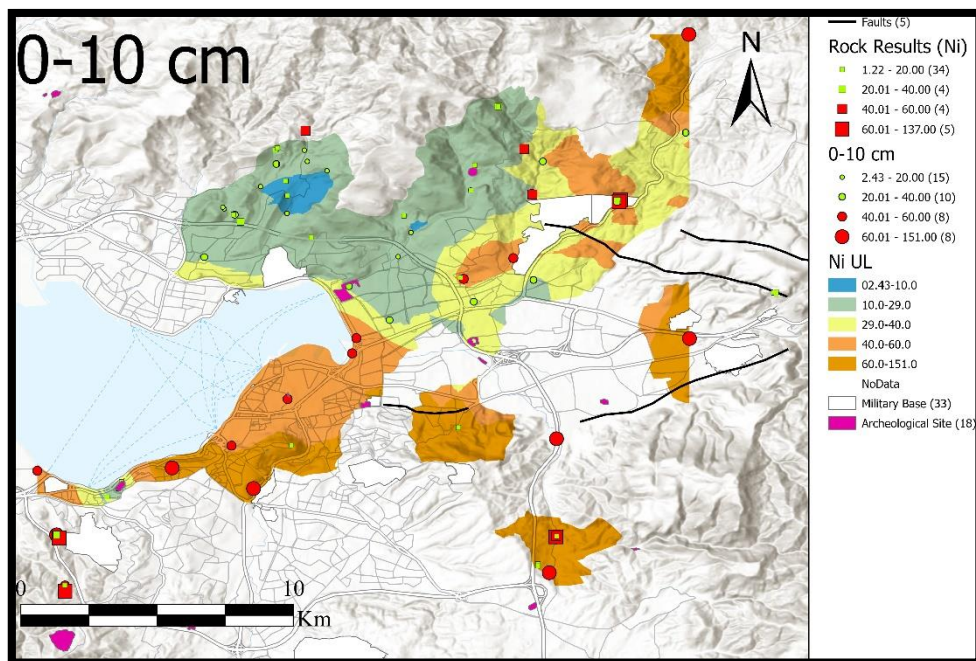 0-10 cm
N
0
10
Km
Faults (5)
Rock Results (Ni)
1.22 - 20.00 (34)
20.01 - 40.00 (4)
40.01 - 60.00 (4)
60.01 - 137.00 (5)
0-10 cm
2.43 - 20.00 (15)
20.01 - 40.00 (10)
40.01 - 60.00 (8)
60.01 - 151.00 (8)
Ni UL
02.43-10.0
10.0-29.0
29.0-40.0
40.0-60.0
60.0-151.0
NoData
Military Base (33)
Archeological Site (18)